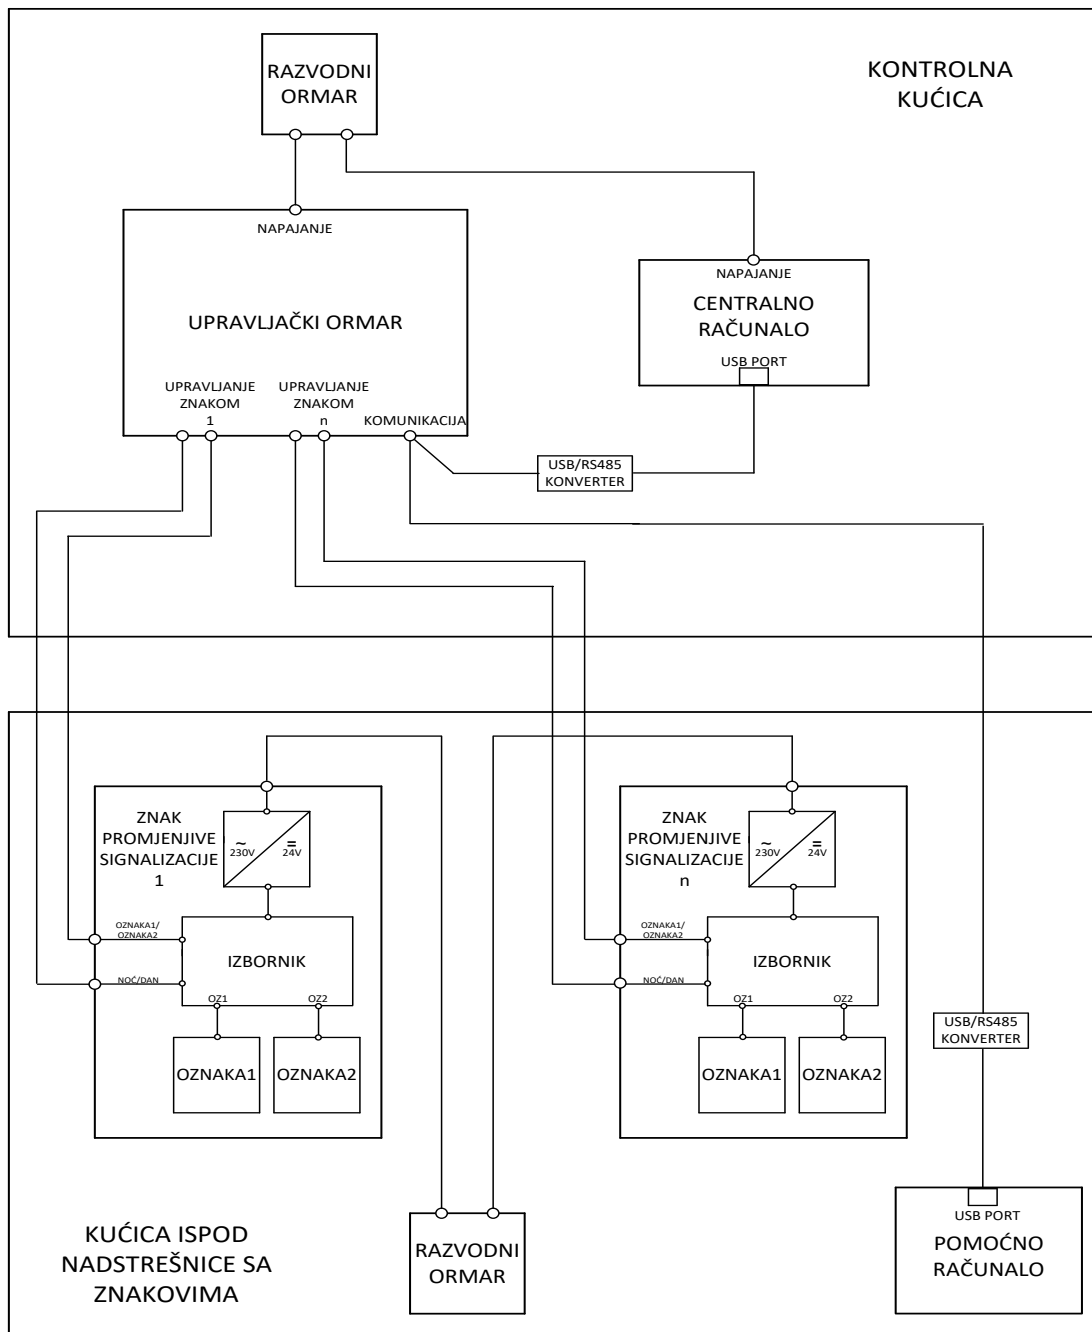 RAZVODNI
ORMAR
KONTROLNA
KUĆICA
NAPAJANJE
UPRAVLJAČKI ORMAR
NAPAJANJE
CENTRALNO
RAČUNALO
USB PORT
UPRAVLJANJE
ZNAKOM
1
UPRAVLJANJE
ZNAKOM
n
KOMUNIKACIJA
USB/RS485
KONVERTER
ZNAK
PROMJENJIVE
SIGNALIZACIJE
1
~
230V
=
24V
OZNAKA1/
OZNAKA2
NOĆ/DAN
IZBORNIK
OZ1
OZ2
OZNAKA1
OZNAKA2
ZNAK
PROMJENJIVE
SIGNALIZACIJE
n
~
230V
=
24V
OZNAKA1/
OZNAKA2
NOĆ/DAN
IZBORNIK
OZ1
OZ2
OZNAKA1
OZNAKA2
USB/RS485
KONVERTER
KUĆICA ISPOD
NADSTREŠNICE SA
ZNAKOVIMA
RAZVODNI
ORMAR
USB PORT
POMOĆNO
RAČUNALO